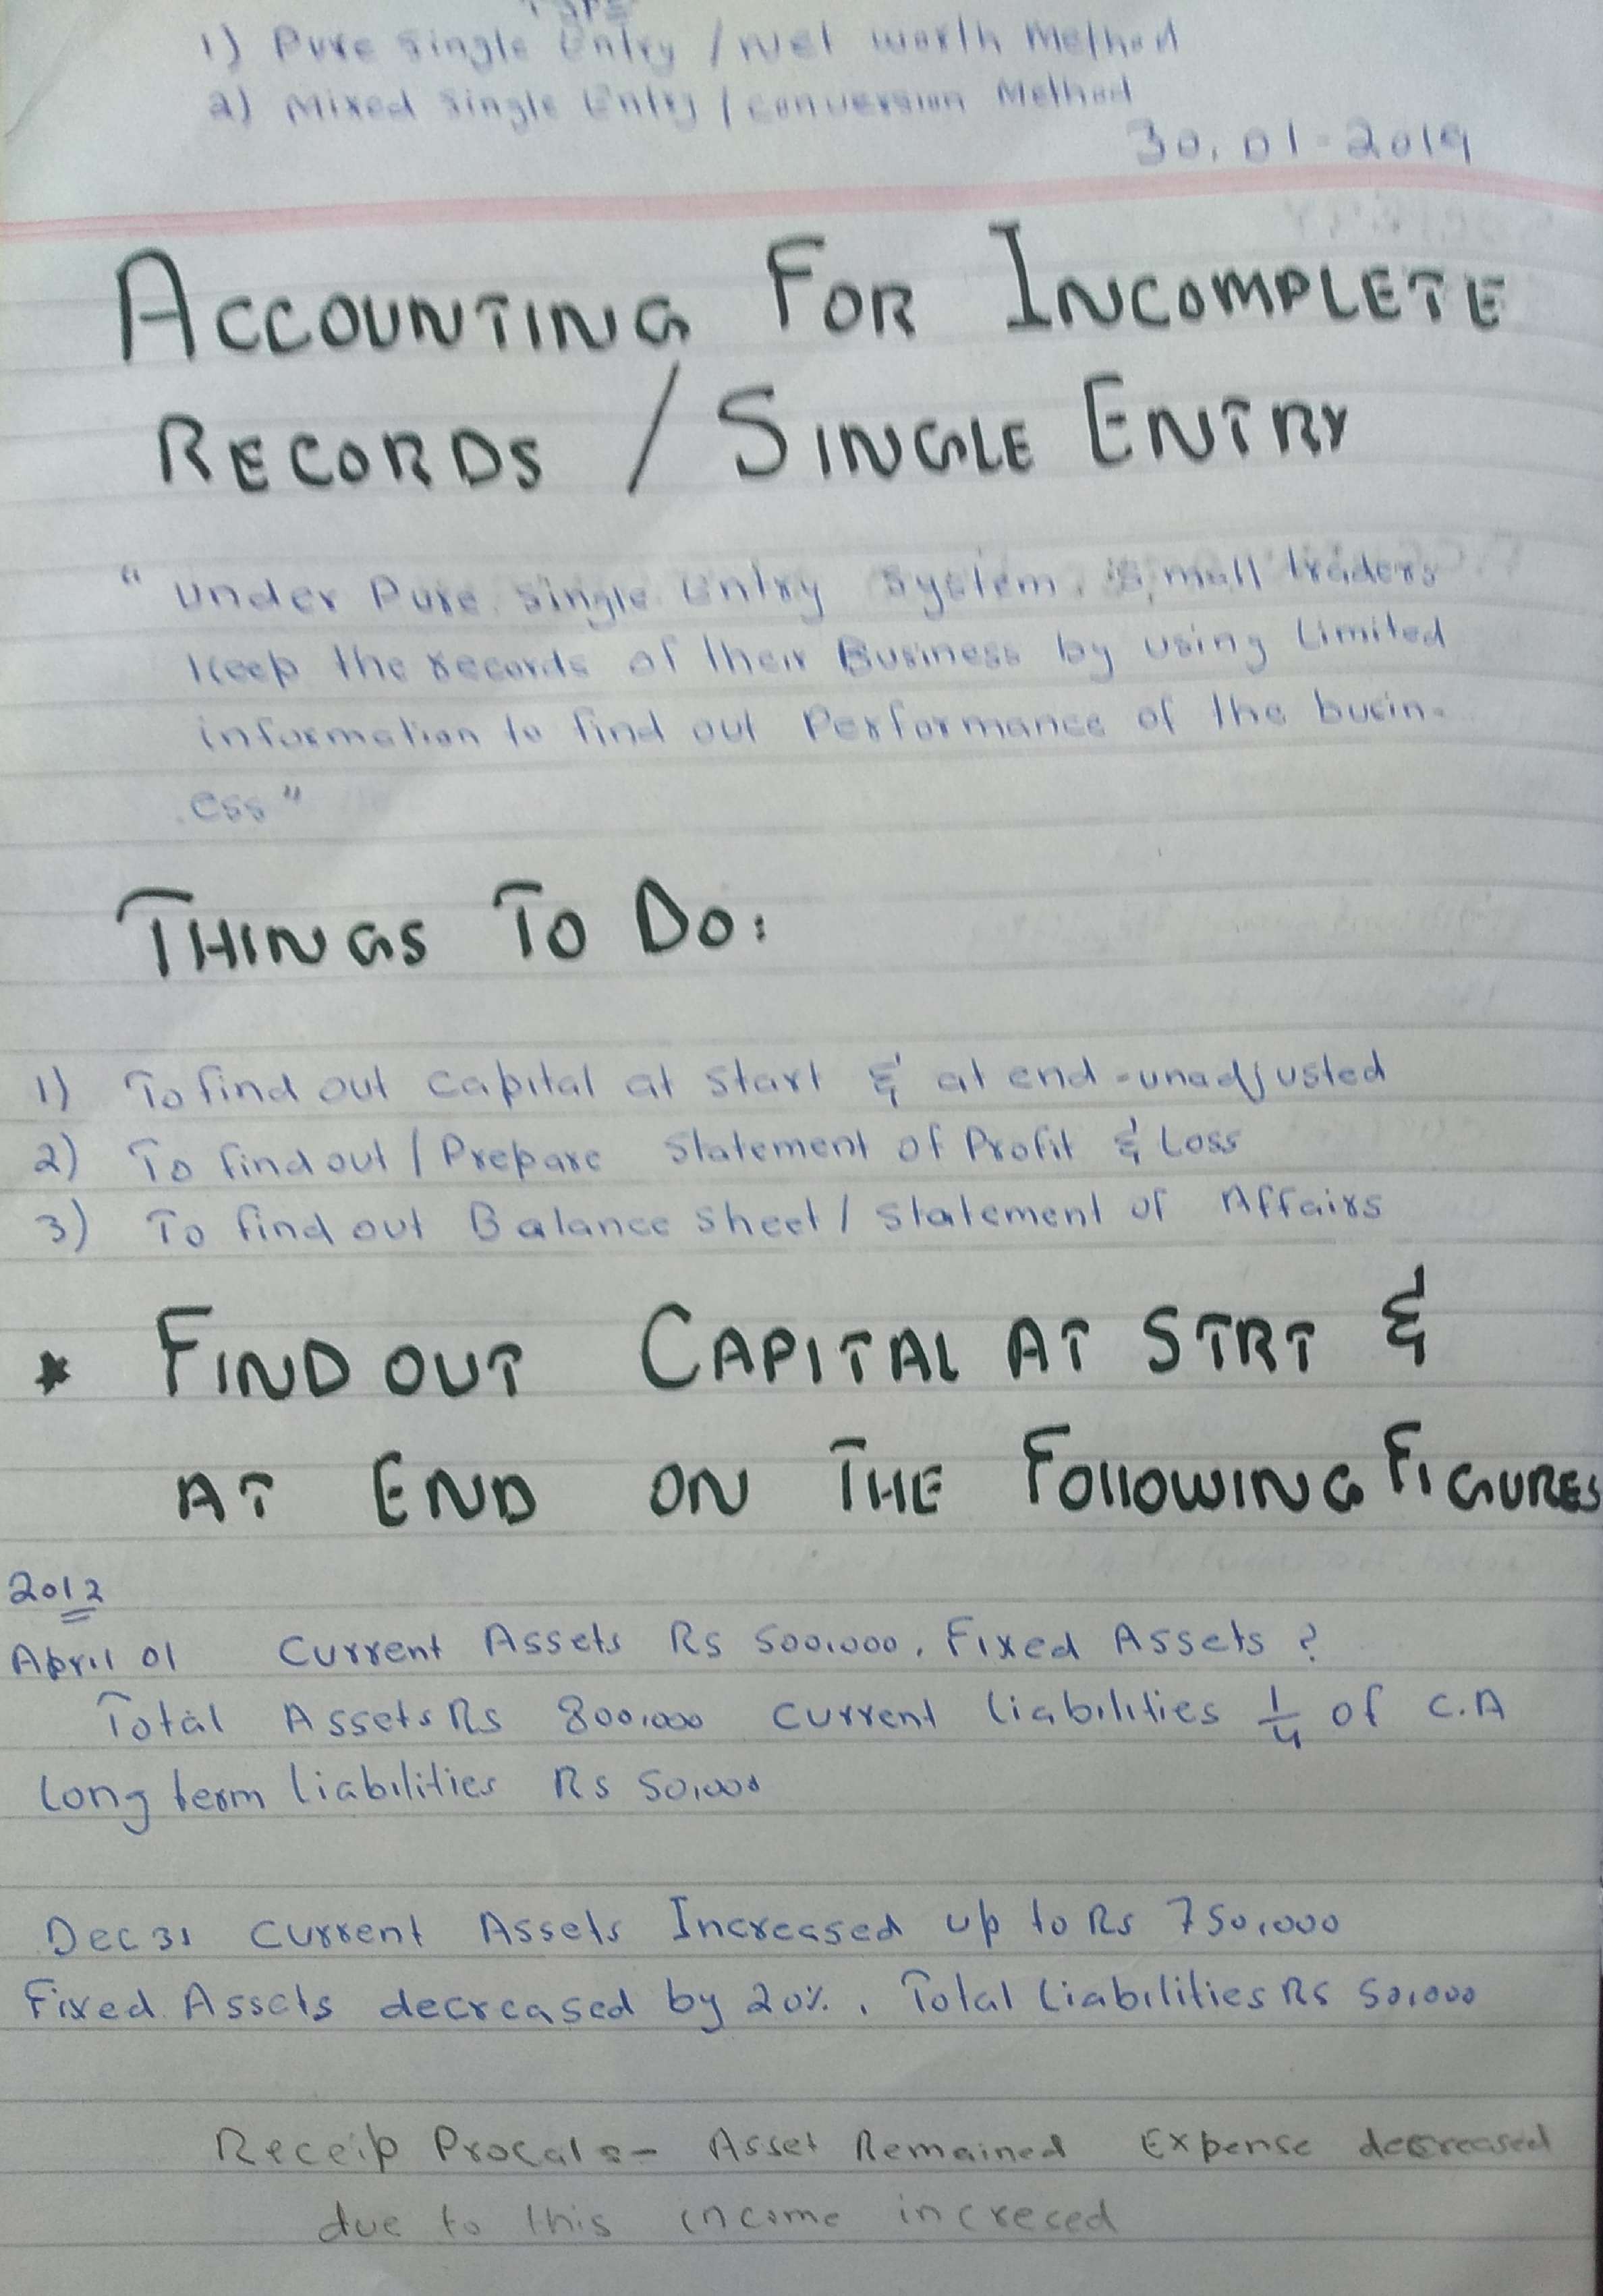 TYPE
1) Pure Single Entry / Net worth Method
2) Mixed Single Entry / conversion Method
30.01-2019
ACCOUNTING FOR INCOMPLETE
RECORDS / SINGLE ENTRY
" Under Pure Single Entry System, Small traders
Keep the records of their Business by using Limited
information to find out Performance of the busin-
ess "
THINGS TO DO:
1) To find out Capital at Start & at end - unadjusted
2) To find out / Prepare Statement of Profit & Loss
3) To find out Balance Sheet / Statement of Affairs
* FIND OUT CAPITAL AT STRT &
AT END ON THE FOllOWING FIGURES
2012
April 01 Current Assets Rs 500,000, Fixed Assets ?
Total Assets Rs 800,000 Current liabilities 1/4 of C.A
Long term liabilities Rs 50,000
Dec 31 Current Assets Increased up to Rs 750,000
Fixed Assets decreased by 20%. Total Liabilities Rs 50,000
Receip Procals:- Asset Remained Expense decreased
due to this income incresed